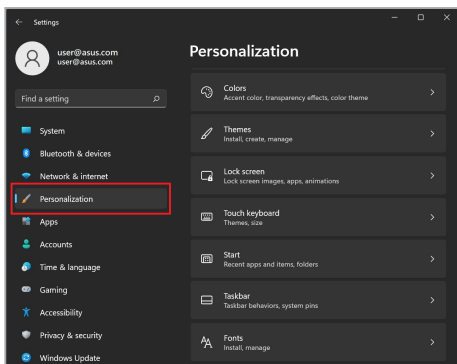 Settings
user@asus.com
user@asus.com
Find a setting
System
Bluetooth & devices
Network & internet
Personalization
Apps
Accounts
Time & language
Gaming
Accessibility
Privacy & security
Windows Update
Personalization
Colors
Accent color, transparency effects, color theme
Themes
Install, create, manage
Lock screen
Lock screen images, apps, animations
Touch keyboard
Themes, size
Start
Recent apps and items, folders
Taskbar
Taskbar behaviors, system pins
Fonts
Install, manage